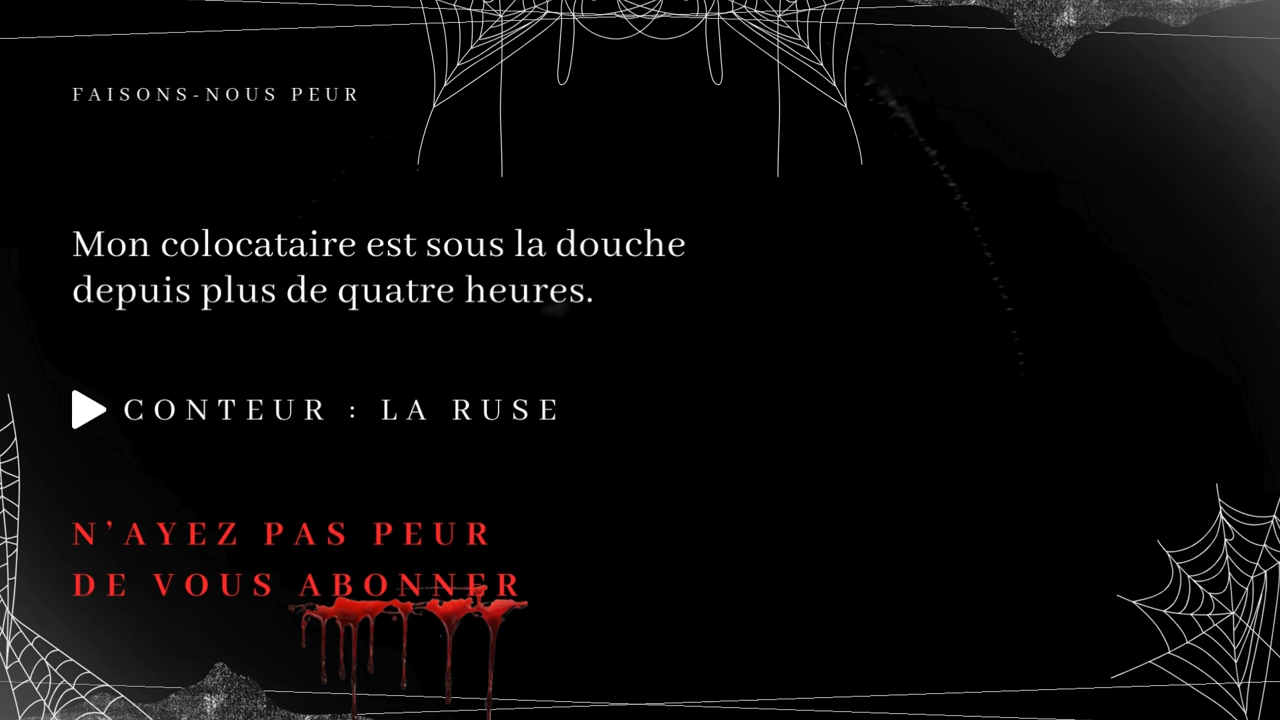 FAISONS-NOUS PEUR
Mon colocataire est sous la douche
depuis plus de quatre heures.
CONTEUR : LA RUSE
N’AYEZ PAS PEUR
DE VOUS ABONNER